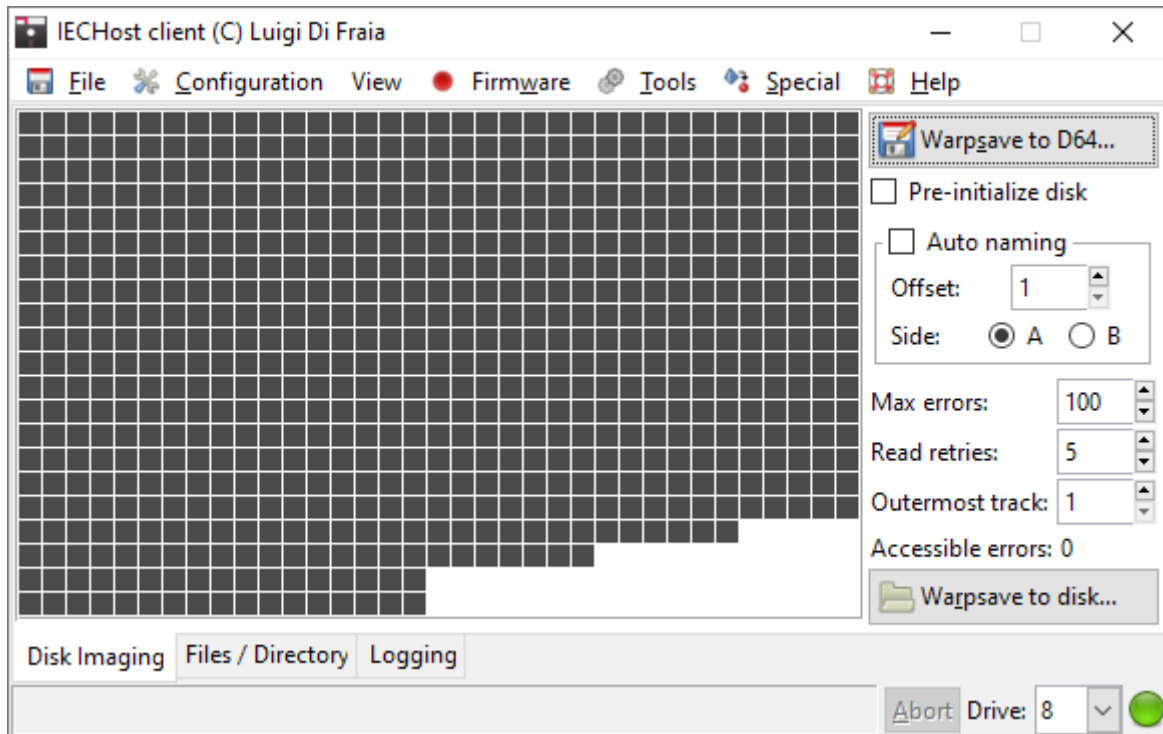 IECHost client (C) Luigi Di Fraia
File Configuration View Firmware Tools Special Help
Warpsave to D64...
Pre-initialize disk
Auto naming
Offset: 1
Side: A B
Max errors: 100
Read retries: 5
Outermost track: 1
Accessible errors: 0
Warpsave to disk...
Disk Imaging Files / Directory Logging
Abort Drive: 8